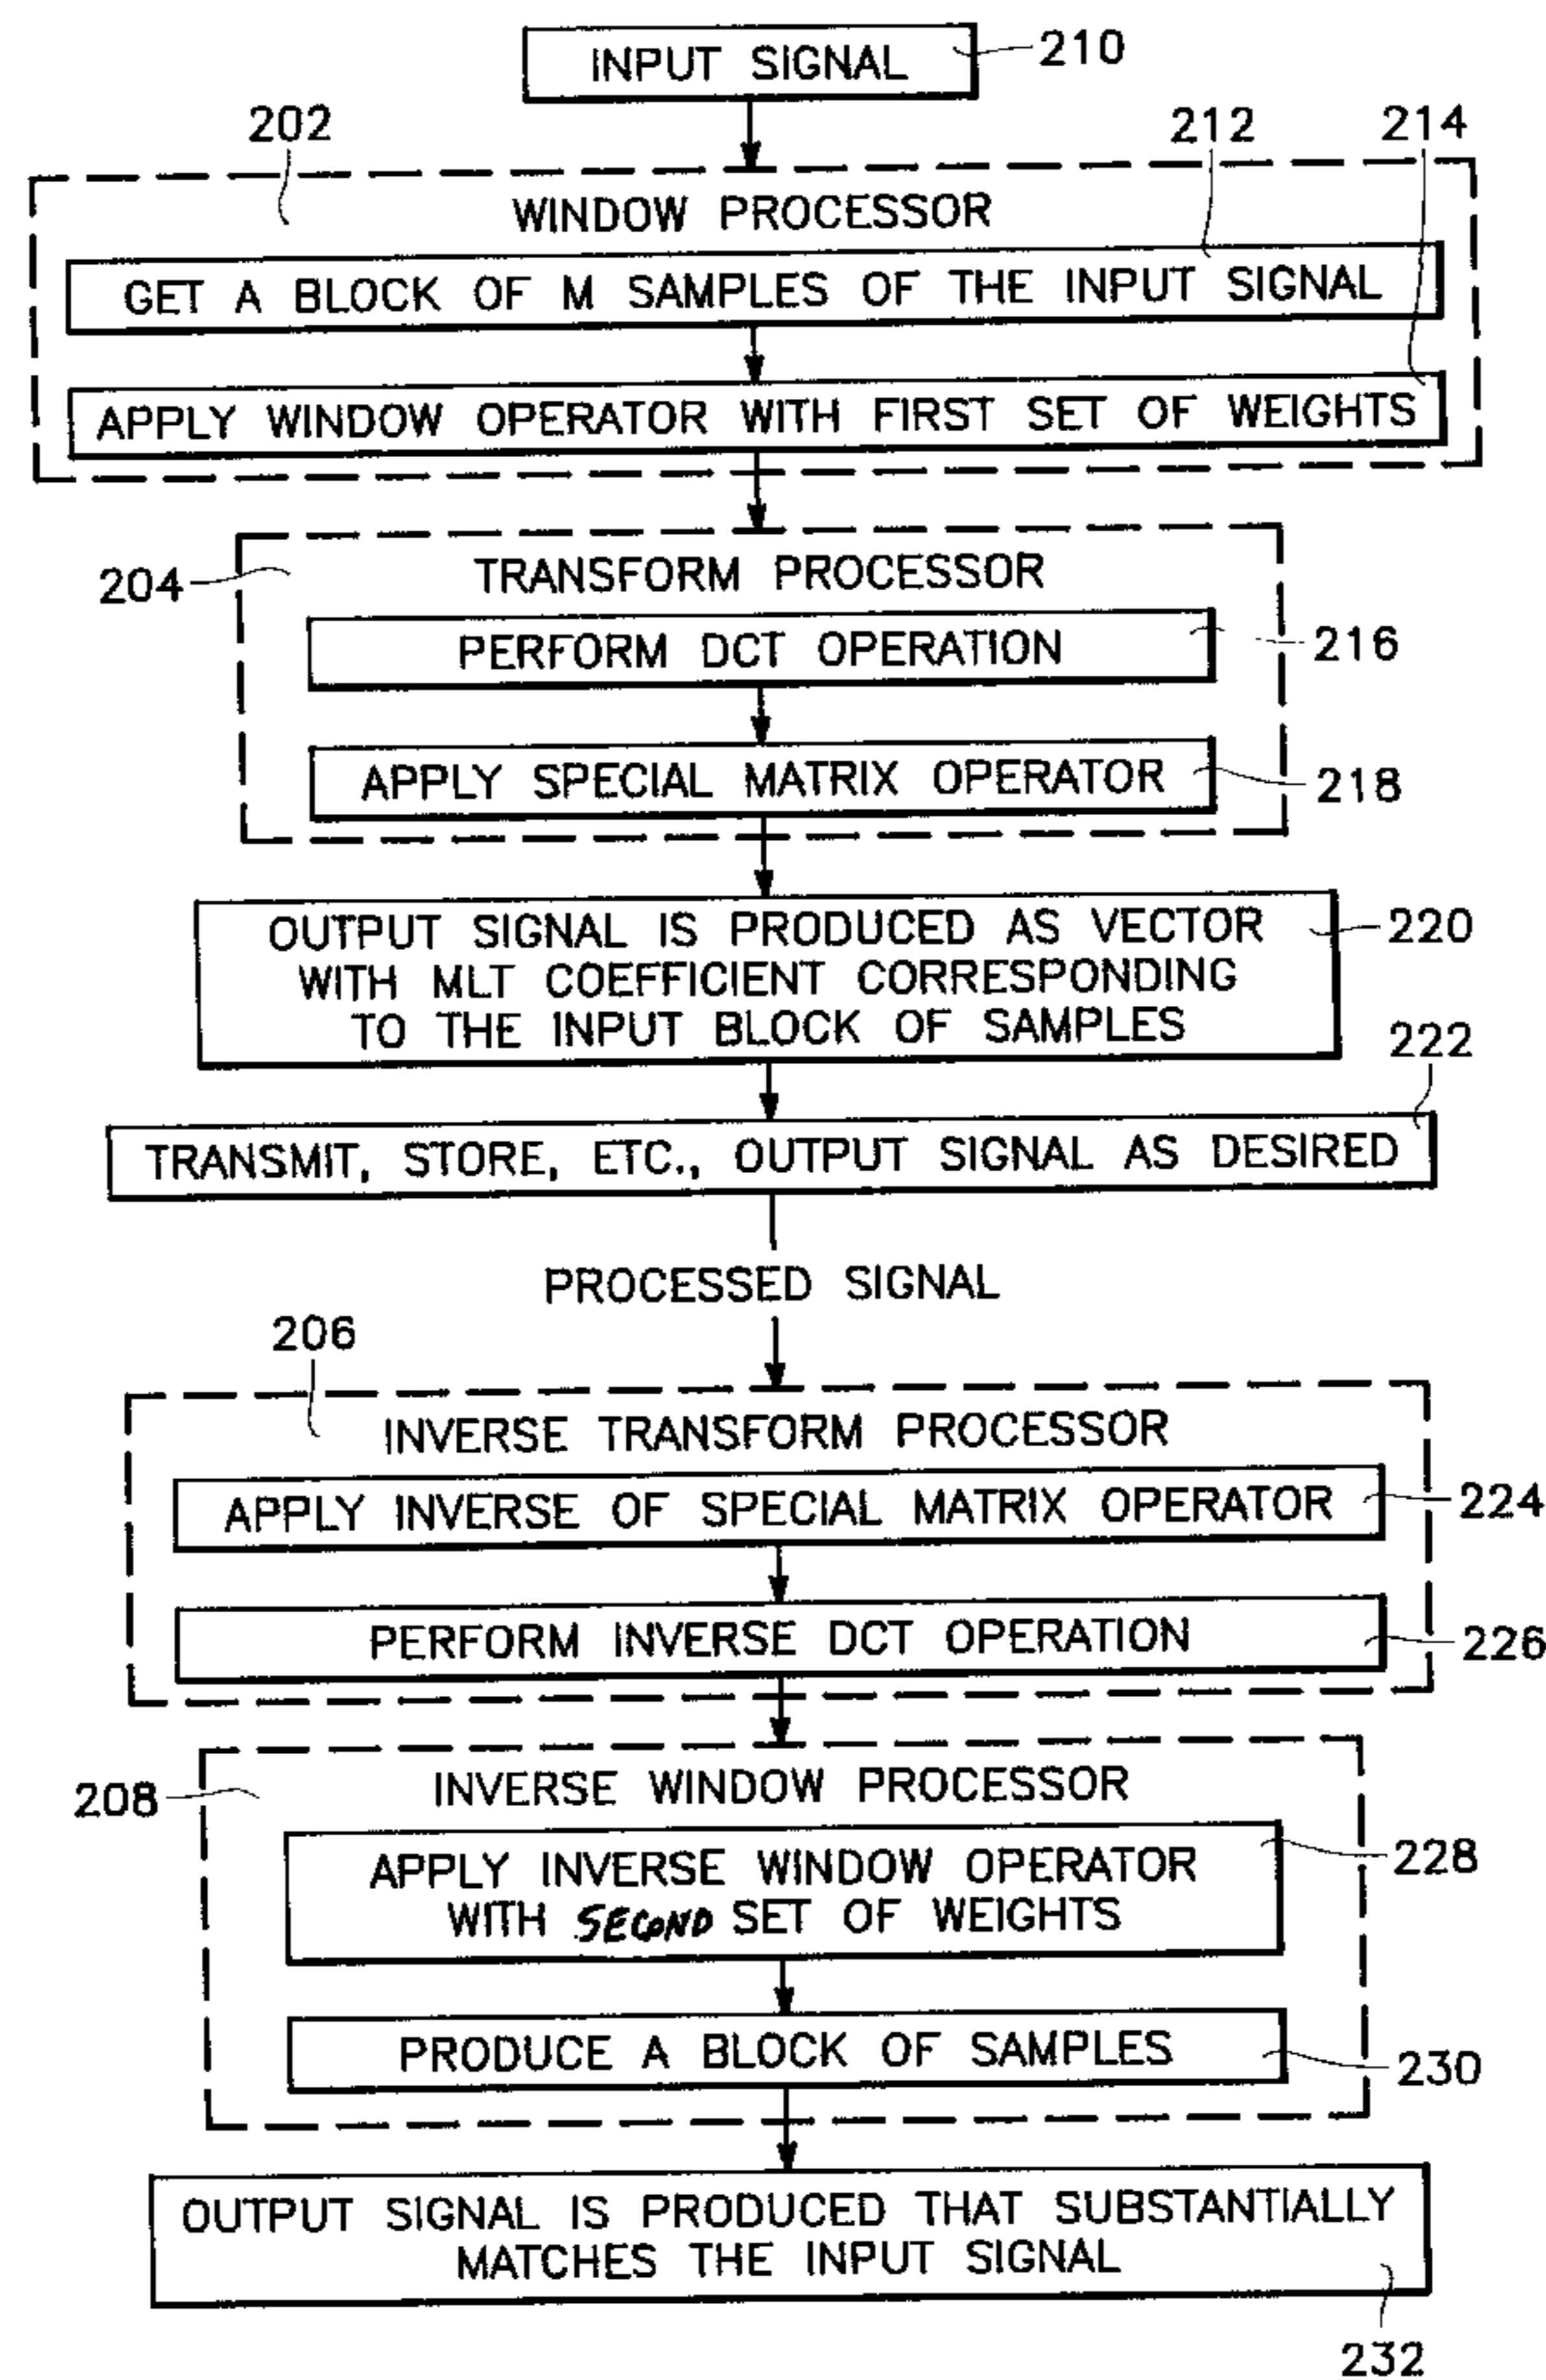 INPUT SIGNAL
210
202
212
214
WINDOW PROCESSOR
GET A BLOCK OF M SAMPLES OF THE INPUT SIGNAL
APPLY WINDOW OPERATOR WITH FIRST SET OF WEIGHTS
204
TRANSFORM PROCESSOR
PERFORM DCT OPERATION
216
APPLY SPECIAL MATRIX OPERATOR
218
OUTPUT SIGNAL IS PRODUCED AS VECTOR
WITH MLT COEFFICIENT CORRESPONDING
TO THE INPUT BLOCK OF SAMPLES
220
222
TRANSMIT, STORE, ETC., OUTPUT SIGNAL AS DESIRED
PROCESSED SIGNAL
206
INVERSE TRANSFORM PROCESSOR
APPLY INVERSE OF SPECIAL MATRIX OPERATOR
224
PERFORM INVERSE DCT OPERATION
226
208
INVERSE WINDOW PROCESSOR
APPLY INVERSE WINDOW OPERATOR
WITH SECOND SET OF WEIGHTS
228
PRODUCE A BLOCK OF SAMPLES
230
OUTPUT SIGNAL IS PRODUCED THAT SUBSTANTIALLY
MATCHES THE INPUT SIGNAL
232